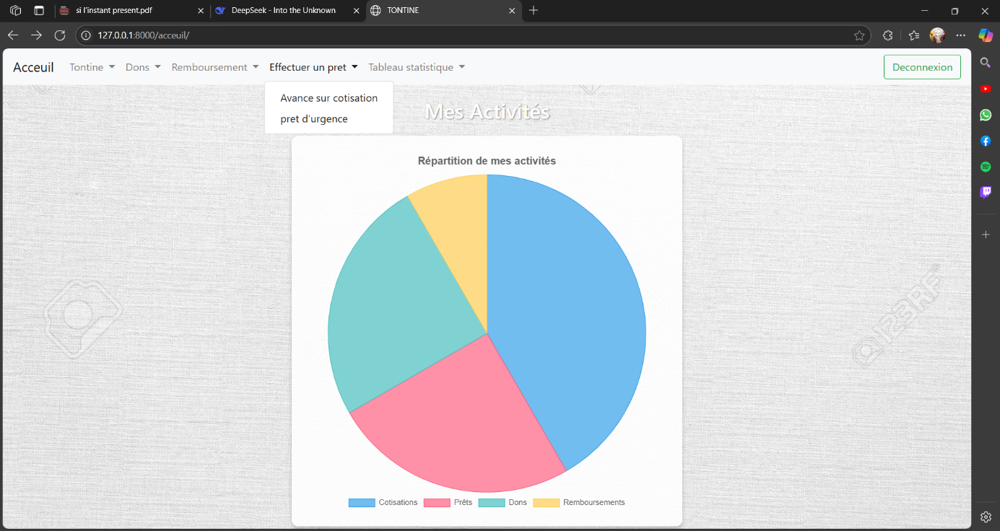 si l'instant present.pdf
DeepSeek - Into the Unknown
TONTINE
127.0.0.1:8000/acceuil/
Acceuil Tontine Dons Remboursement Effectuer un pret Tableau statistique Deconnexion
Avance sur cotisation
pret d'urgence
Mes Activités
Répartition de mes activités
Cotisations Prêts Dons Remboursements
123RF